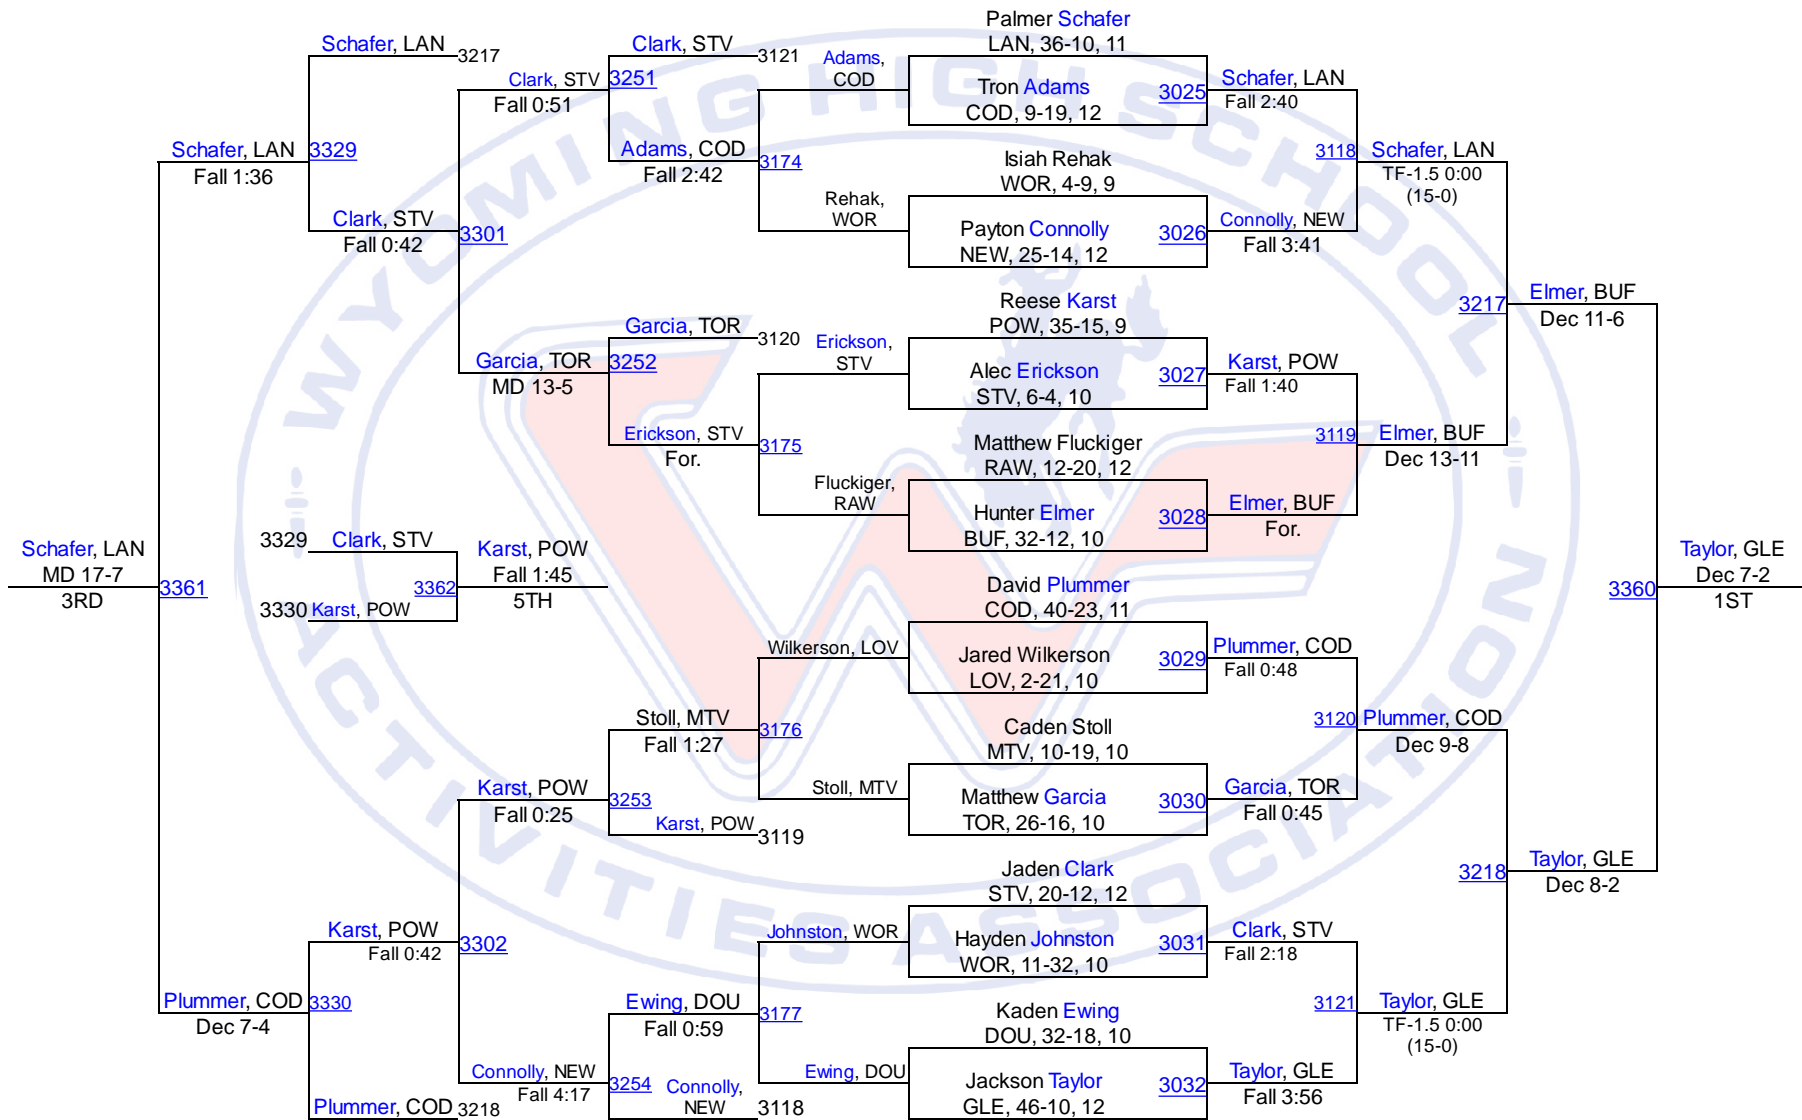 Palmer Schafer
LAN, 36-10, 11
Tron Adams
COD, 9-19, 12
3025
Isiah Rehak
WOR, 4-9, 9
Payton Connolly
NEW, 25-14, 12
3026
Reese Karst
POW, 35-15, 9
Alec Erickson
STV, 6-4, 10
3027
Matthew Fluckiger
RAW, 12-20, 12
Hunter Elmer
BUF, 32-12, 10
3028
David Plummer
COD, 40-23, 11
Jared Wilkerson
LOV, 2-21, 10
3029
Caden Stoll
MTV, 10-19, 10
Matthew Garcia
TOR, 26-16, 10
3030
Jaden Clark
STV, 20-12, 12
Hayden Johnston
WOR, 11-32, 10
3031
Kaden Ewing
DOU, 32-18, 10
Jackson Taylor
GLE, 46-10, 12
3032
Schafer, LAN
Fall 2:40
3118
Connolly, NEW
Fall 3:41
Karst, POW
Fall 1:40
3119
Elmer, BUF
For.
Plummer, COD
Fall 0:48
3120
Garcia, TOR
Fall 0:45
Clark, STV
Fall 2:18
3121
Taylor, GLE
Fall 3:56
Schafer, LAN
TF-1.5 0:00
(15-0)
3217
Elmer, BUF
Dec 13-11
Plummer, COD
Dec 9-8
3218
Taylor, GLE
TF-1.5 0:00
(15-0)
Elmer, BUF
Dec 11-6
3360
Taylor, GLE
Dec 8-2
Taylor, GLE
Dec 7-2
1ST
Adams,
COD
3174
Rehak,
WOR
Erickson,
STV
3175
Fluckiger,
RAW
Wilkerson, LOV
3176
Stoll, MTV
Johnston, WOR
3177
Ewing, DOU
Clark, STV
3121
3251
Adams, COD
Fall 2:42
Garcia, TOR
3120
3252
Erickson, STV
For.
Stoll, MTV
Fall 1:27
3253
Karst, POW
3119
Ewing, DOU
Fall 0:59
3254
Connolly,
NEW
3118
Clark, STV
Fall 0:51
3301
Garcia, TOR
MD 13-5
Karst, POW
Fall 0:25
3302
Connolly, NEW
Fall 4:17
Schafer, LAN
3217
3329
Clark, STV
Fall 0:42
Karst, POW
Fall 0:42
3330
Plummer, COD
3218
Schafer, LAN
Fall 1:36
3361
Plummer, COD
Dec 7-4
3329
Clark, STV
3362
3330
Karst, POW
Karst, POW
Fall 1:45
5TH
Schafer, LAN
MD 17-7
3RD
WYOMING HIGH SCHOOL
ACTIVITIES ASSOCIATION